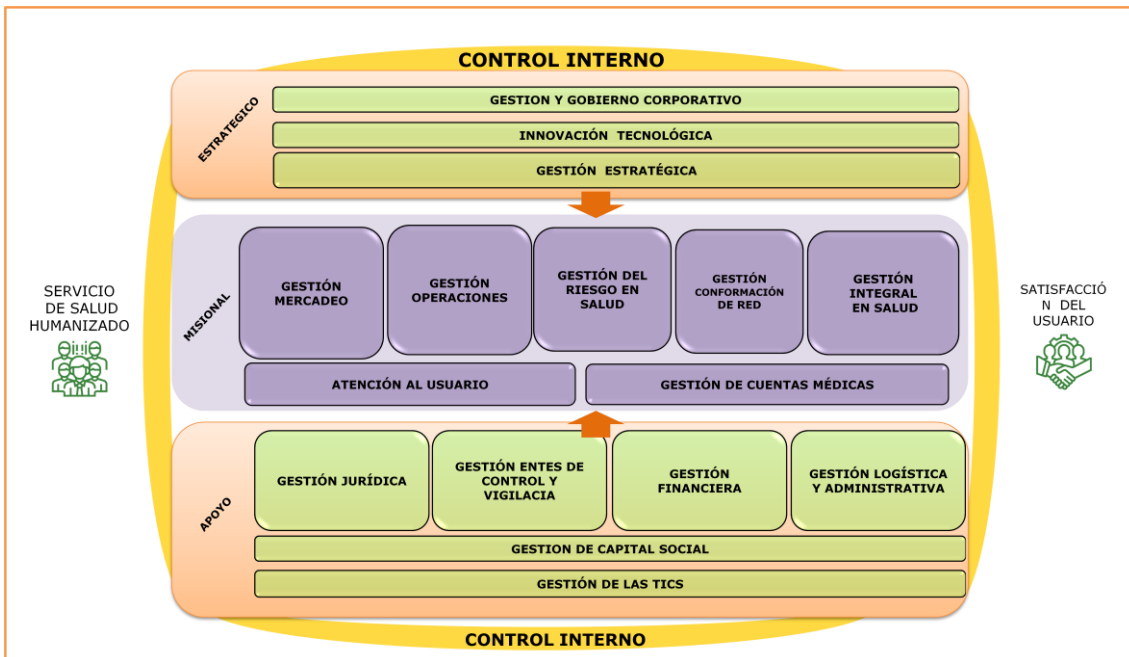 CONTROL INTERNO
ESTRATEGICO
GESTION Y GOBIERNO CORPORATIVO
INNOVACIÓN TECNOLÓGICA
GESTIÓN ESTRATÉGICA
SERVICIO
DE SALUD
HUMANIZADO
MISIONAL
GESTIÓN
MERCADEO
GESTIÓN
OPERACIONES
GESTIÓN DEL
RIESGO EN
SALUD
GESTIÓN
CONFORMACIÓN
DE RED
GESTIÓN
INTEGRAL
EN SALUD
ATENCIÓN AL USUARIO
GESTIÓN DE CUENTAS MÉDICAS
SATISFACCIÓ
N DEL
USUARIO
APOYO
GESTIÓN JURÍDICA
GESTIÓN ENTES DE
CONTROL Y
VIGILACIA
GESTIÓN
FINANCIERA
GESTIÓN LOGÍSTICA
Y ADMINISTRATIVA
GESTION DE CAPITAL SOCIAL
GESTIÓN DE LAS TICS
CONTROL INTERNO